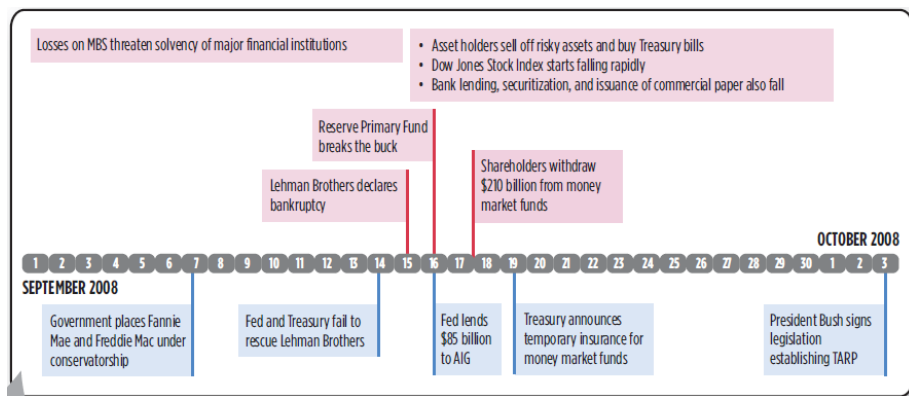 Losses on MBS threaten solvency of major financial institutions
• Asset holders sell off risky assets and buy Treasury bills
• Dow Jones Stock Index starts falling rapidly
• Bank lending, securitization, and issuance of commercial paper also fall
Reserve Primary Fund
breaks the buck
Shareholders withdraw
$210 billion from money
market funds
Lehman Brothers declares
bankruptcy
OCTOBER 2008
1 2 3 4 5 6 7 8 9 10 11 12 13 14 15 16 17 18 19 20 21 22 23 24 25 26 27 28 29 30 1 2 3
SEPTEMBER 2008
Government places Fannie
Mae and Freddie Mac under
conservatorship
Fed and Treasury fail to
rescue Lehman Brothers
Fed lends
$85 billion
to AIG
Treasury announces
temporary insurance for
money market funds
President Bush signs
legislation
establishing TARP